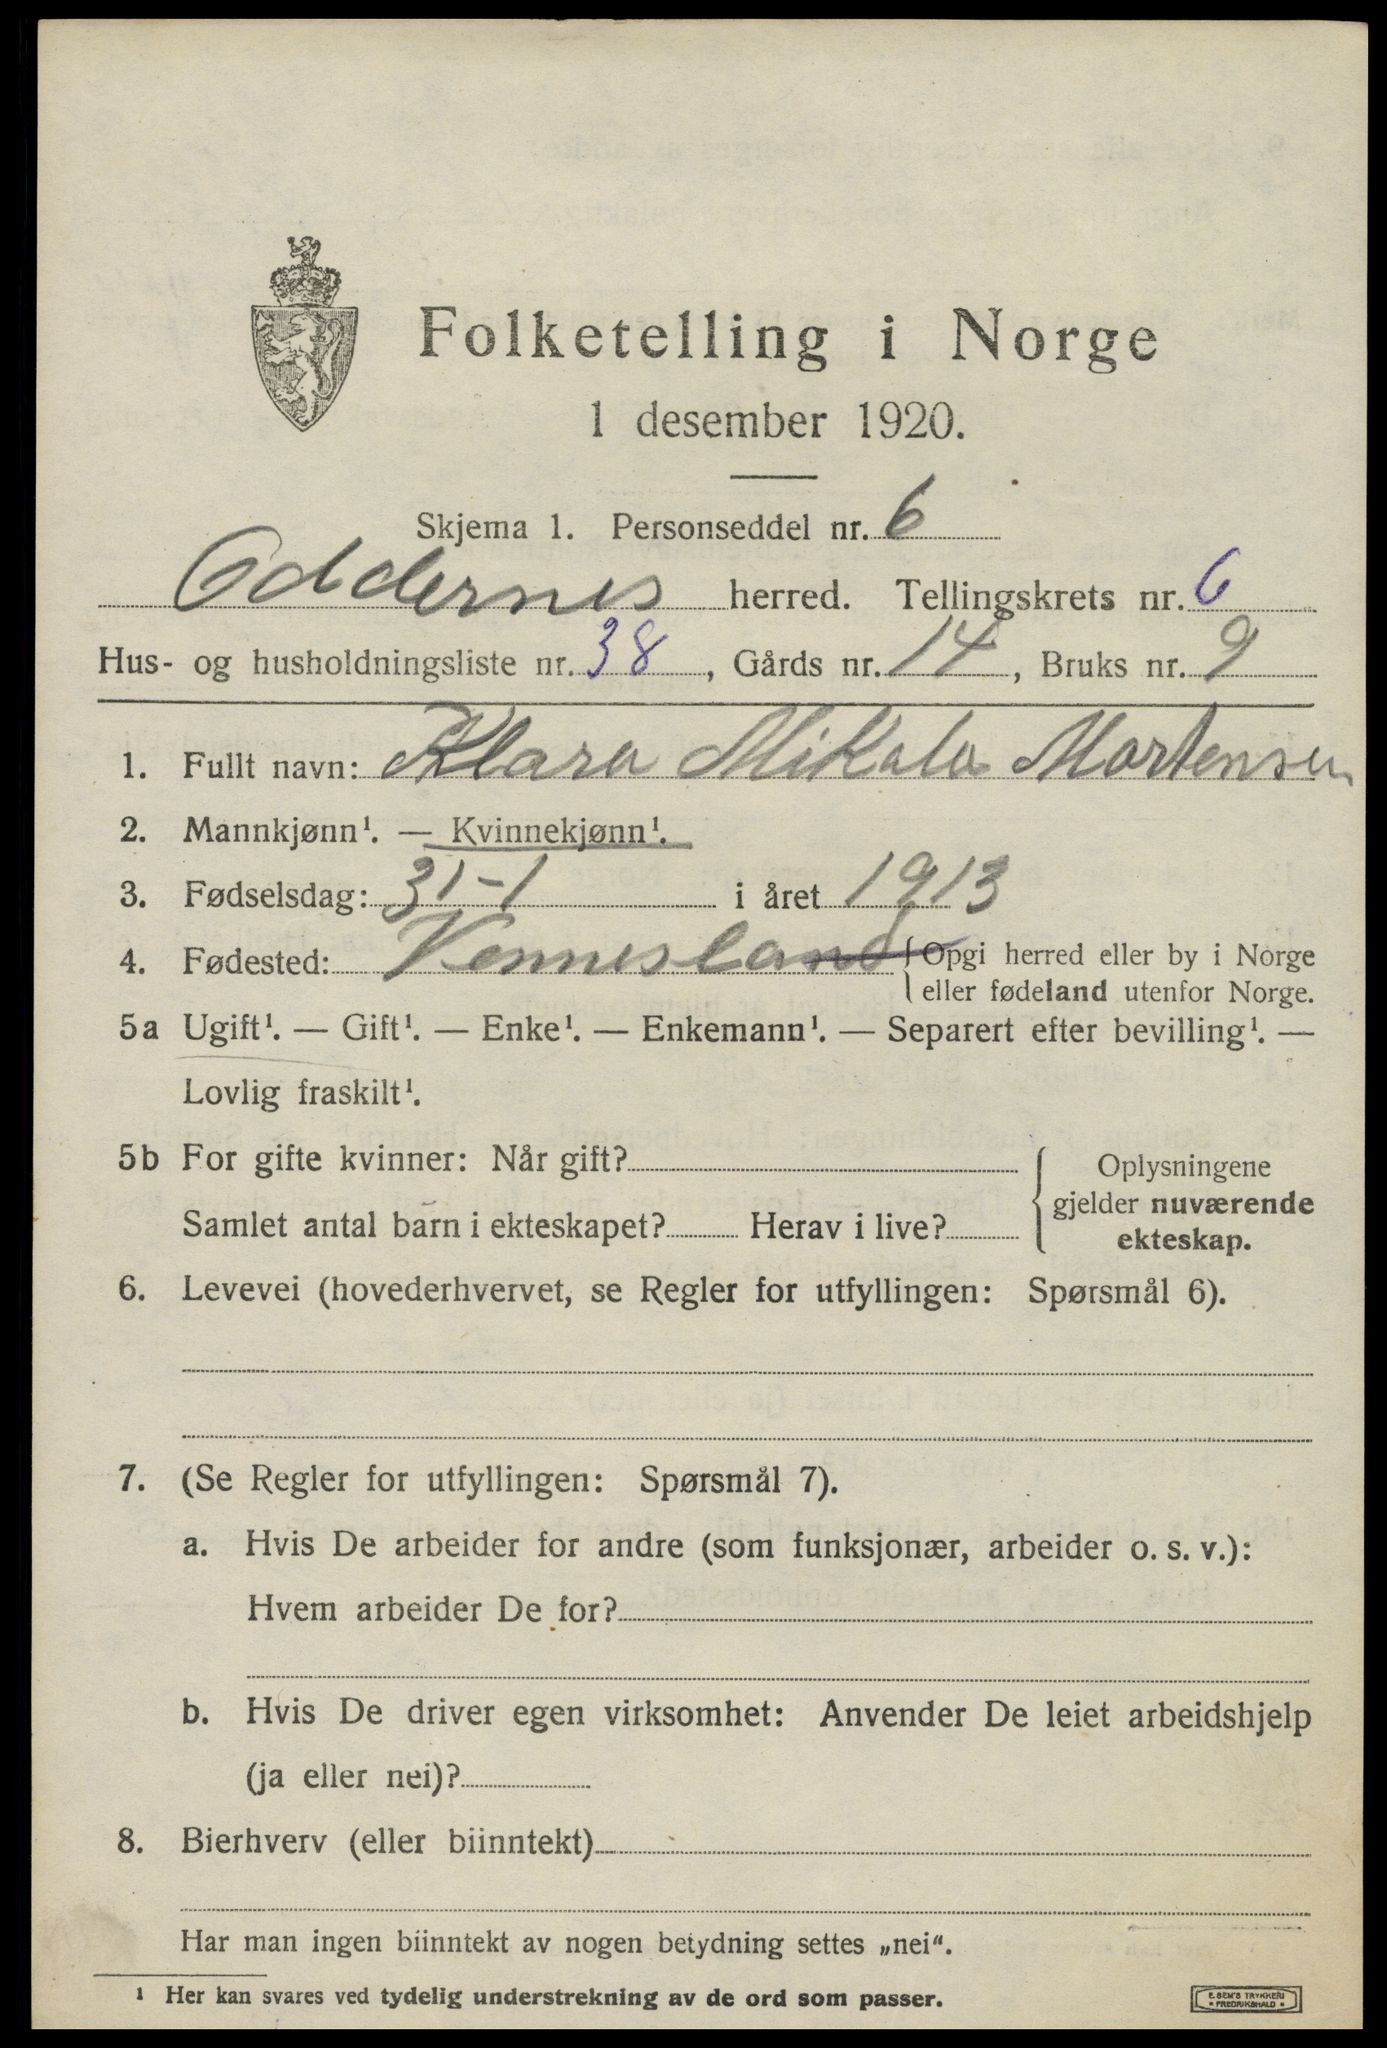 Folketelling i Norge
1 desember 1920.
Skjema 1. Personseddel nr. 6
Oddernes herred. Tellingskrets nr. 6
Hus- og husholdningsliste nr. 38, Gårds nr. 14, Bruks nr. 9
1. Fullt navn: Klara Mikala Mortensen
2. Mannkjønn¹. — Kvinnekjønn¹.
3. Fødselsdag: 31-1 i året 1913
4. Fødested: Vennesland { Opgi herred eller by i Norge
eller fødeland utenfor Norge.
5a Ugift¹. — Gift¹. — Enke¹. — Enkemann¹. — Separert efter bevilling¹. —
Lovlig fraskilt¹.
5b For gifte kvinner: Når gift?
Samlet antal barn i ekteskapet? Herav i live?
{ Oplysningene
gjelder nuværende
ekteskap.
6. Levevei (hovederhvervet, se Regler for utfyllingen: Spørsmål 6).
7. (Se Regler for utfyllingen: Spørsmål 7).
a. Hvis De arbeider for andre (som funksjonær, arbeider o. s. v.):
Hvem arbeider De for?
b. Hvis De driver egen virksomhet: Anvender De leiet arbeidshjelp
(ja eller nei)?
8. Bierhverv (eller biinntekt)
Har man ingen biinntekt av nogen betydning settes „nei“.
¹ Her kan svares ved tydelig understrekning av de ord som passer.
E. SEM'S TRYKKERI
• FREDRIKSHALD •